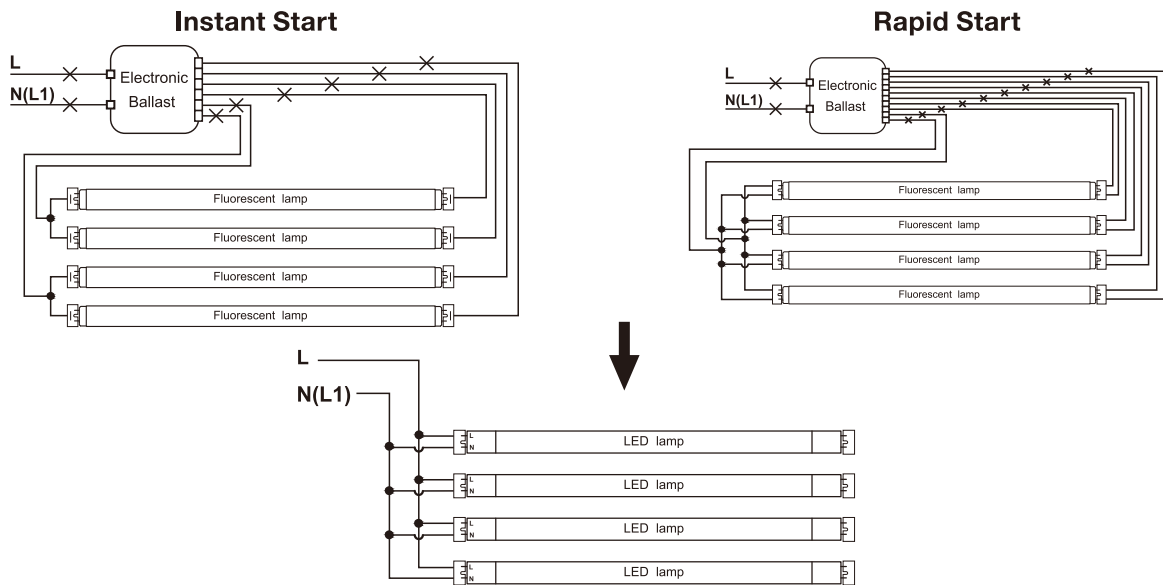 Instant Start
L
N(L1)
Electronic
Ballast
Fluorescent lamp
Fluorescent lamp
Fluorescent lamp
Fluorescent lamp
Rapid Start
L
N(L1)
Electronic
Ballast
Fluorescent lamp
Fluorescent lamp
Fluorescent lamp
Fluorescent lamp
L
N(L1)
L
N
LED lamp
L
N
LED lamp
L
N
LED lamp
L
N
LED lamp